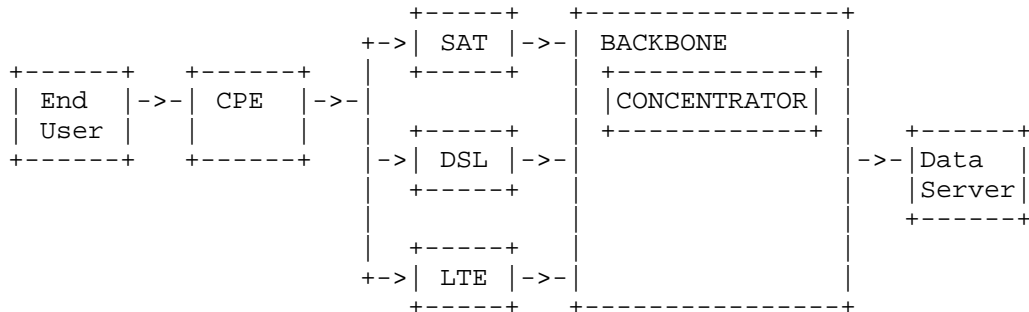 SAT BACKBONE
End CPE CONCENTRATOR
User
DSL Data
Server
LTE